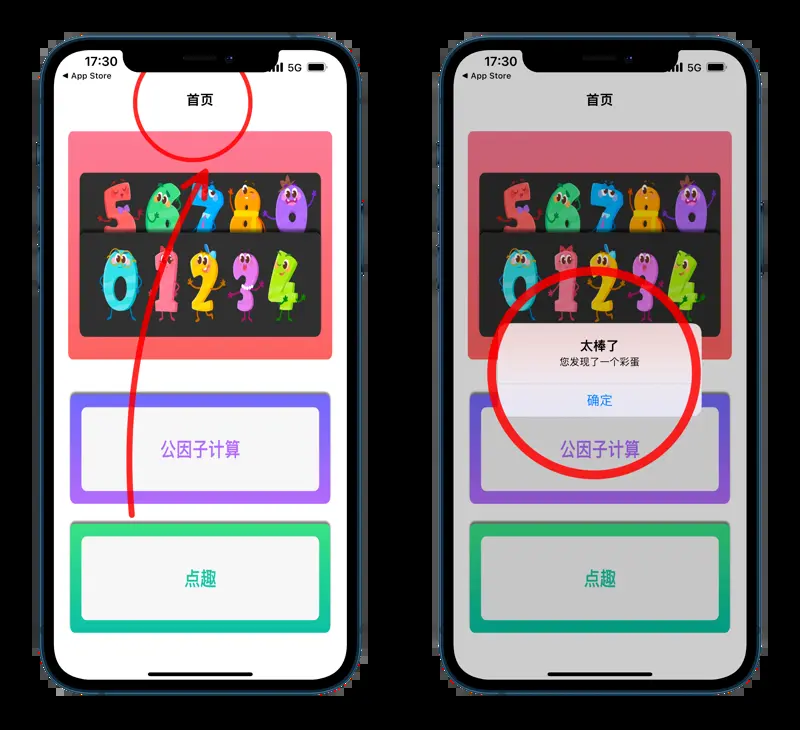 17:30
5G
◀ App Store
首页
5 6 7 8 0
0 1 2 3 4
公因子计算
点趣
17:30
5G
◀ App Store
首页
5 6 7 8 0
0 1 2 3 4
太棒了
您发现了一个彩蛋
确定
公因子计算
点趣